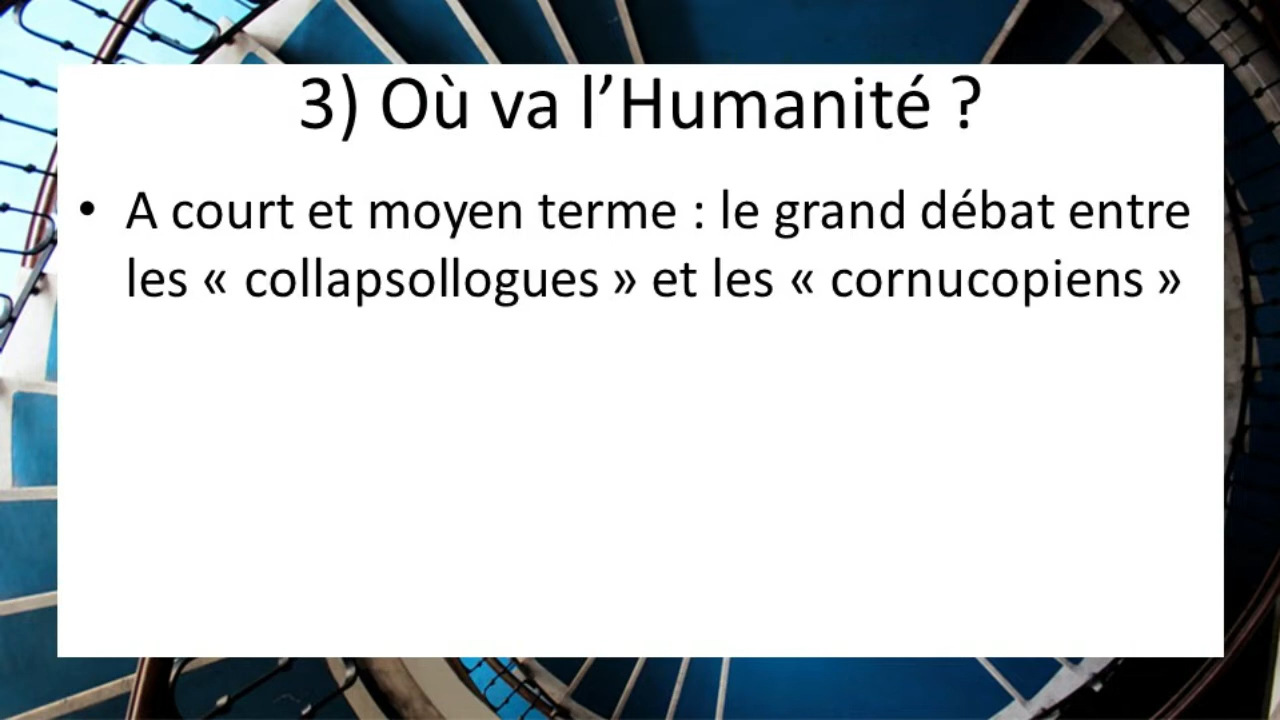 3) Où va l’Humanité ?
• A court et moyen terme : le grand débat entre
les « collapsollogues » et les « cornucopiens »